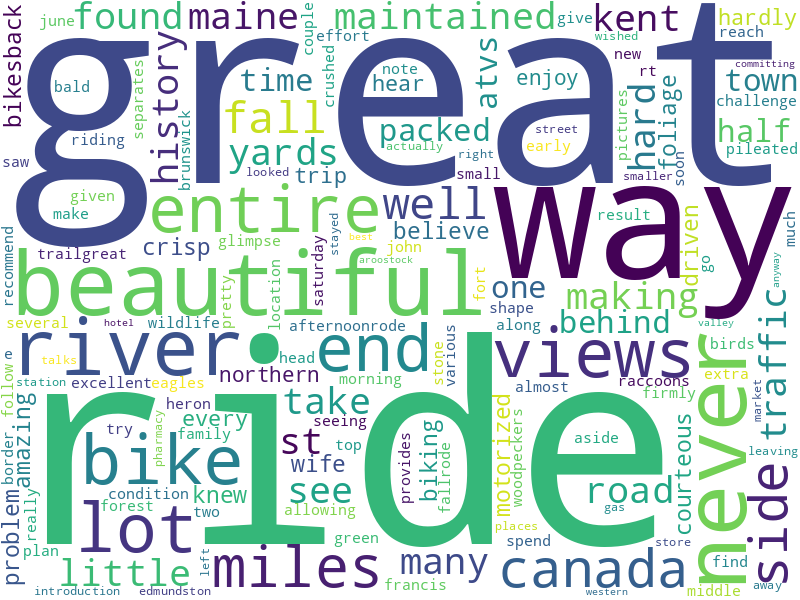 june
found
maine
maintained
couple
give
kent
hardly
bikesback
effort
wished
reach
great
bald
history
time
crushed
note
hear
atvs
enjoy
new
rt
committing
town
separates
fall
packed
street
hard
foliage
challenge
riding
brunswick
yards
actually
early
pictures
half
saw
trip
looked
right
small
smaller
soon
pileated
given
make
entire
well
way
result
much
trailgreat
crisp
glimpse
believe
john
stayed
best
driven
go
recommend
beautiful
pretty
location
saturday
aroostock
fort
one
making
anyway
several
wildlife
afternoonrode
shape
along
behind
traffic
hotel
river
end
views
valley
talks
northern
head
stone
various
birds
station
excellent
eagles
morning
almost
raccoons
firmly
extra
follow
e
amazing
heron
take
seeing
motorized
never
market
try
every
family
st
top
provides
biking
fallrode
woodpeckers
aside
courteous
side
border
bike
pharmacy
wife
leaving
problem
really
condition
knew
see
road
forest
two
allowing
gas
ride
lot
green
places
spend
store
find
plan
little
left
miles
many
canada
middle
away
introduction
edmundston
francis
western